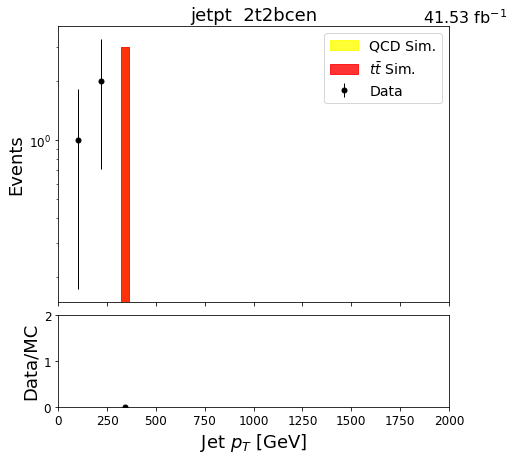 jetpt 2t2bcen
41.53 fb⁻¹
QCD Sim.
tt̄ Sim.
Data
Events
10⁰
Data/MC
2
1
0
0 250 500 750 1000 1250 1500 1750 2000
Jet p_T [GeV]